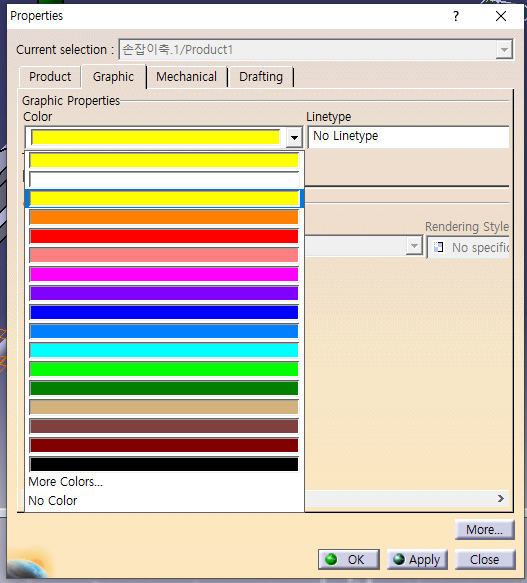 Properties
?
Current selection : 손잡이축.1/Product1
Product Graphic Mechanical Drafting
Graphic Properties
Color Linetype
No Linetype
Rendering Style
No specific
More Colors...
No Color
More...
OK Apply Close